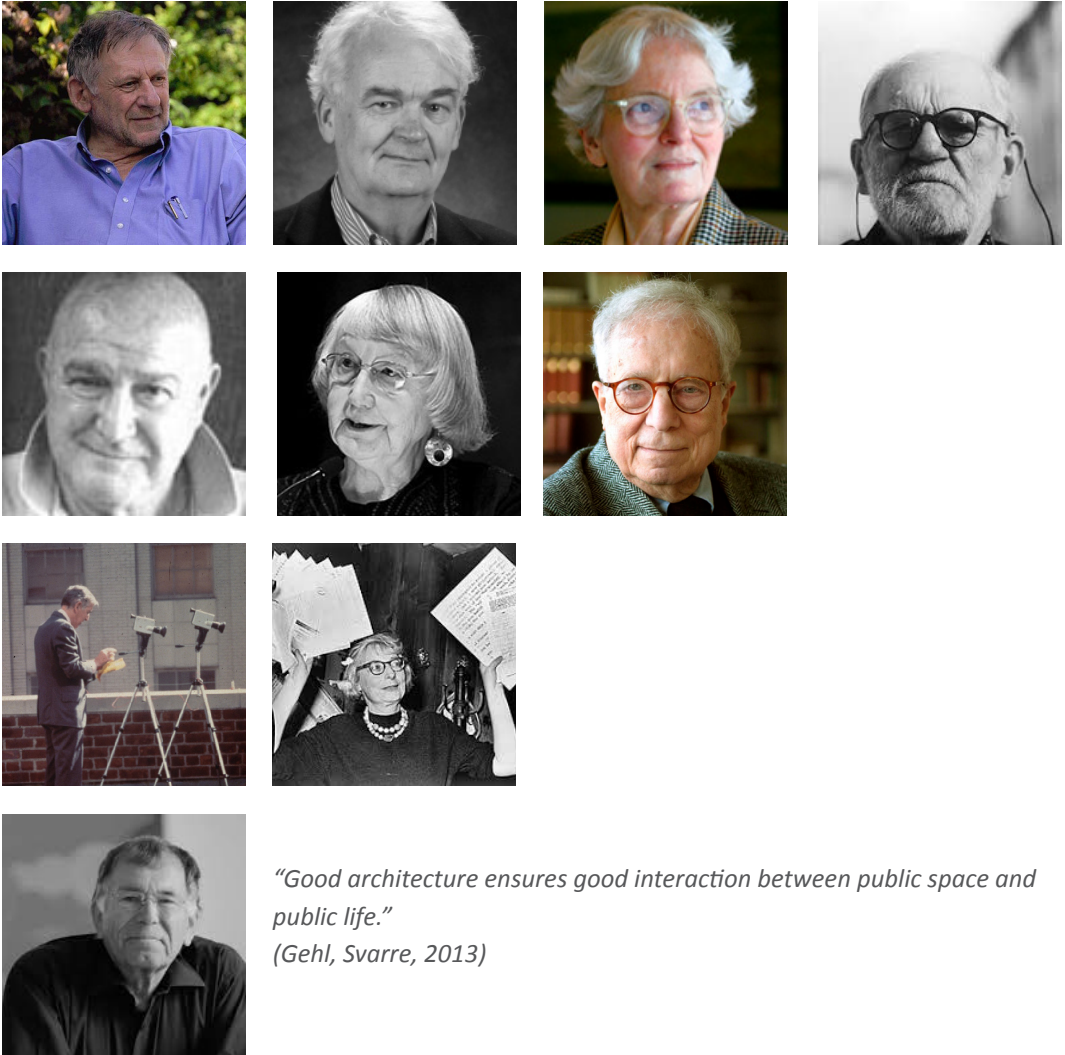 “Good architecture ensures good interaction between public space and
public life.”
(Gehl, Svarre, 2013)